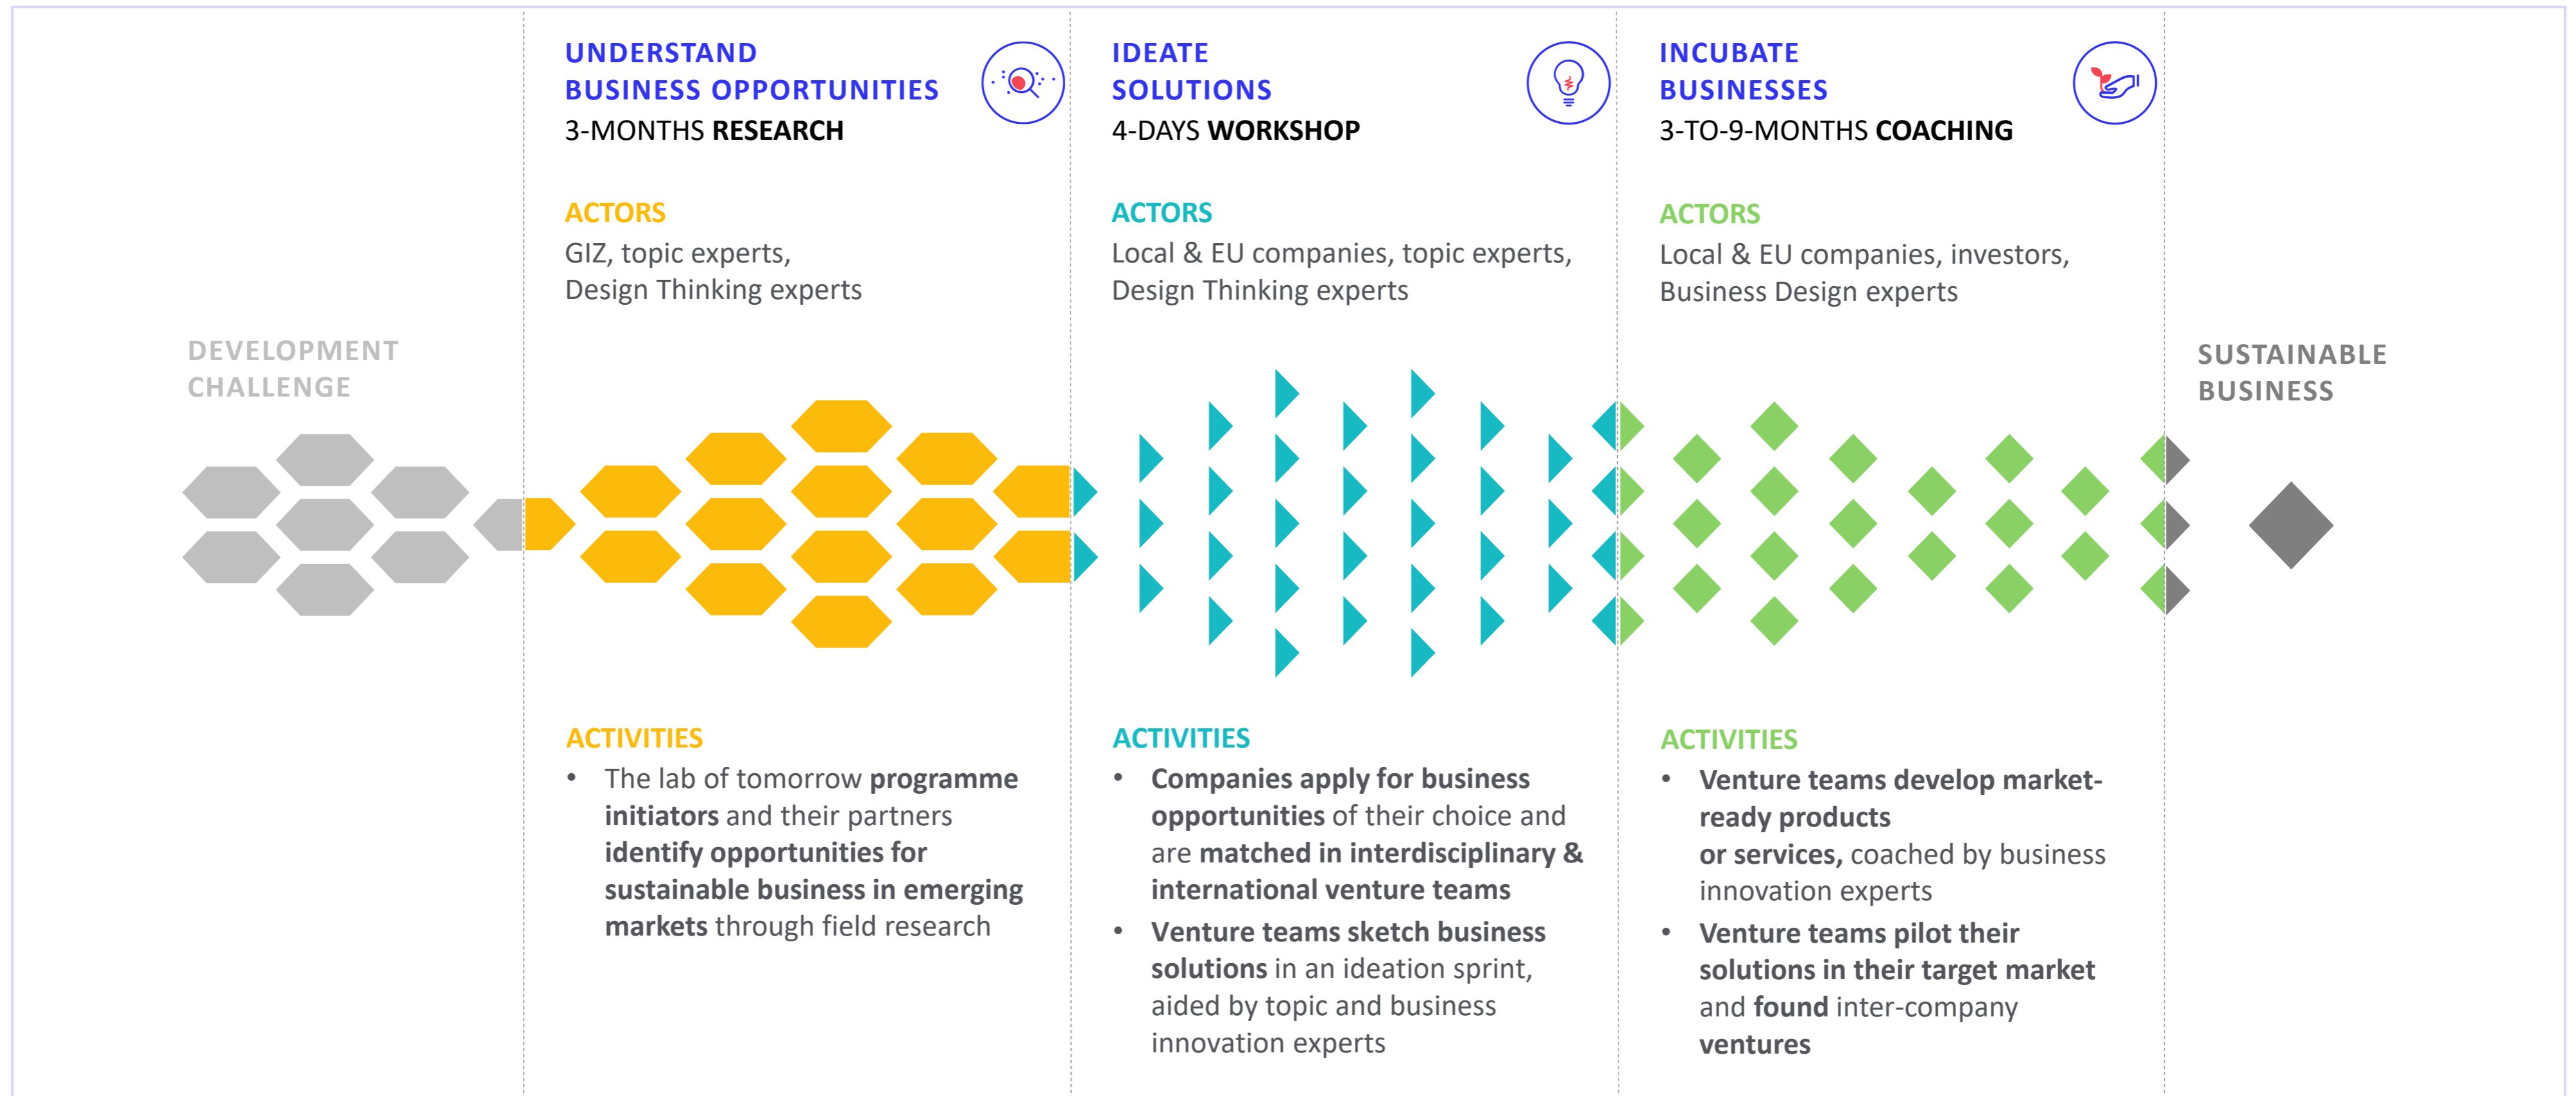 DEVELOPMENT
CHALLENGE
UNDERSTAND
BUSINESS OPPORTUNITIES
3-MONTHS RESEARCH
ACTORS
GIZ, topic experts,
Design Thinking experts
ACTIVITIES
• The lab of tomorrow programme
initiators and their partners
identify opportunities for
sustainable business in emerging
markets through field research
IDEATE
SOLUTIONS
4-DAYS WORKSHOP
ACTORS
Local & EU companies, topic experts,
Design Thinking experts
ACTIVITIES
• Companies apply for business
opportunities of their choice and
are matched in interdisciplinary &
international venture teams
• Venture teams sketch business
solutions in an ideation sprint,
aided by topic and business
innovation experts
INCUBATE
BUSINESSES
3-TO-9-MONTHS COACHING
ACTORS
Local & EU companies, investors,
Business Design experts
ACTIVITIES
• Venture teams develop market-
ready products
or services, coached by business
innovation experts
• Venture teams pilot their
solutions in their target market
and found inter-company
ventures
SUSTAINABLE
BUSINESS